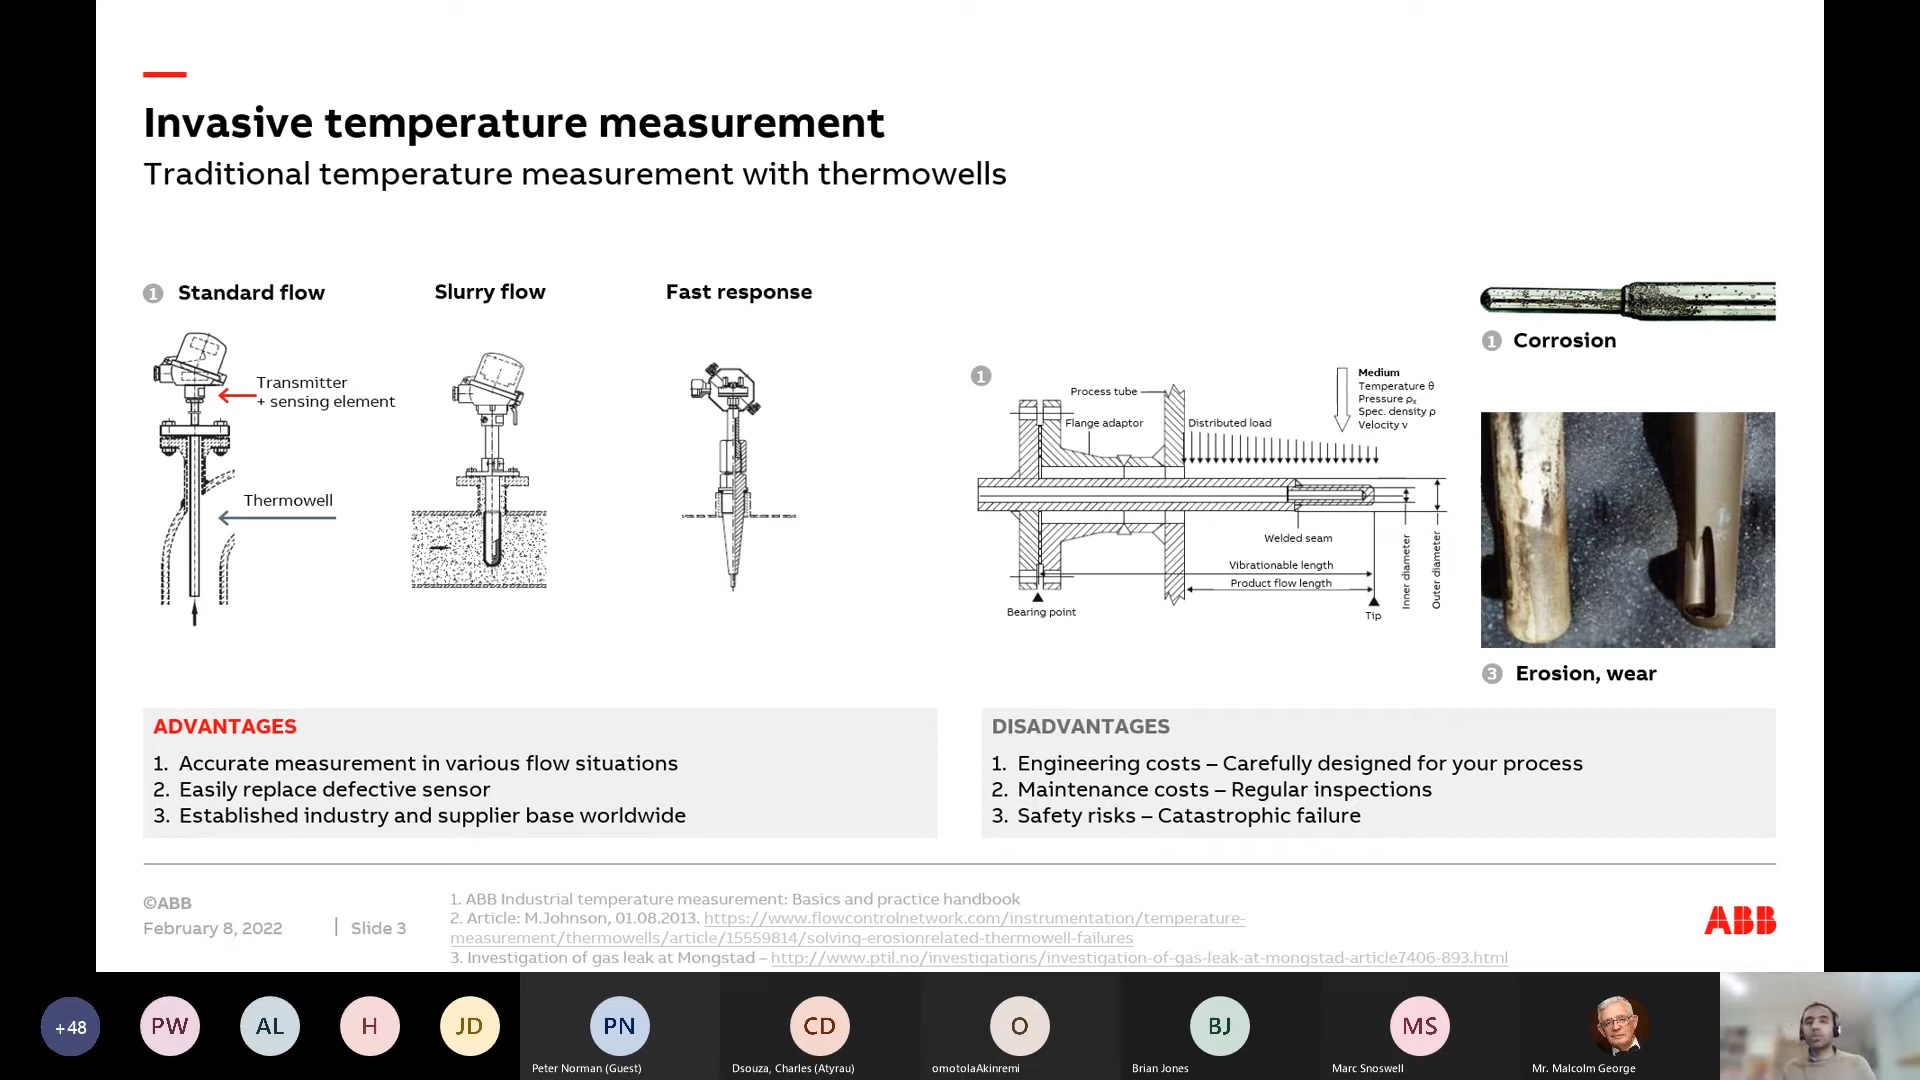 Invasive temperature measurement
Traditional temperature measurement with thermowells
1 Standard flow
Slurry flow
Fast response
Transmitter
+ sensing element
Thermowell
1
Process tube
Flange adaptor
Distributed load
Medium
Temperature θ
Pressure ρx
Spec. density ρ
Velocity v
Welded seam
Vibrationable length
Product flow length
Bearing point
Tip
Inner diameter
Outer diameter
1 Corrosion
3 Erosion, wear
ADVANTAGES
1. Accurate measurement in various flow situations
2. Easily replace defective sensor
3. Established industry and supplier base worldwide
DISADVANTAGES
1. Engineering costs – Carefully designed for your process
2. Maintenance costs – Regular inspections
3. Safety risks – Catastrophic failure
©ABB
February 8, 2022 | Slide 3
1. ABB Industrial temperature measurement: Basics and practice handbook
2. Article: M.Johnson, 01.08.2013. https://www.flowcontrolnetwork.com/instrumentation/temperature-
measurement/thermowells/article/15559814/solving-erosionrelated-thermowell-failures
3. Investigation of gas leak at Mongstad – http://www.ptil.no/investigations/investigation-of-gas-leak-at-mongstad-article7406-893.html
ABB
+48
PW
AL
H
JD
PN
CD
O
BJ
MS
Peter Norman (Guest)
Dsouza, Charles (Atyrau)
omotolaAkinremi
Brian Jones
Marc Snoswell
Mr. Malcolm George